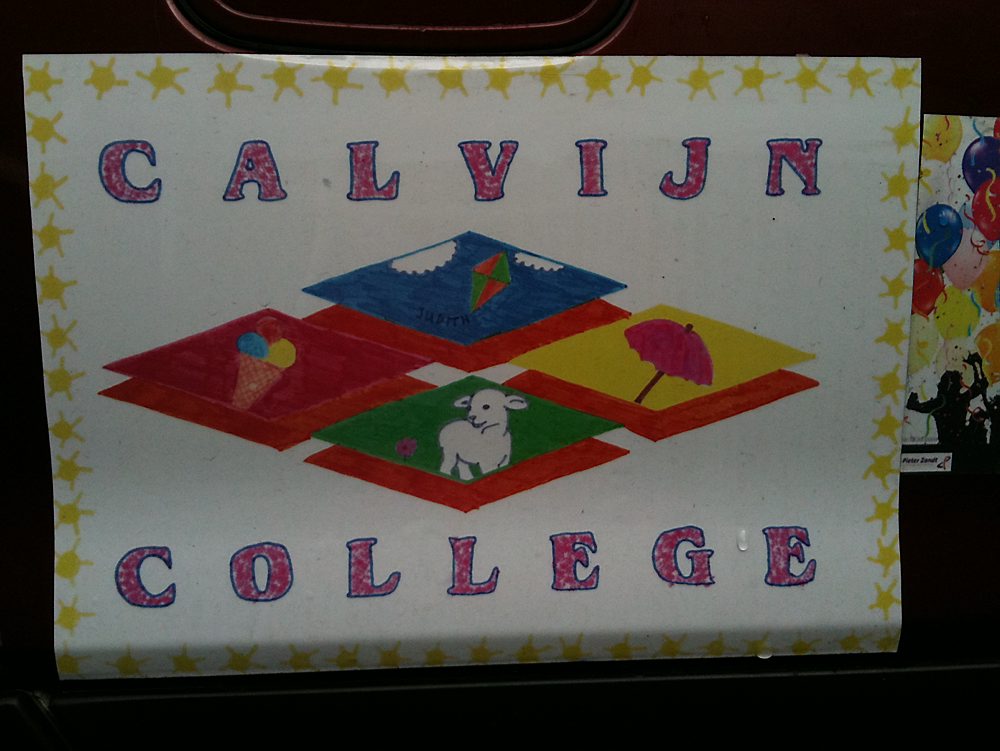 CALVIJN
JUDITH
COLLEGE
Pieter Zandt